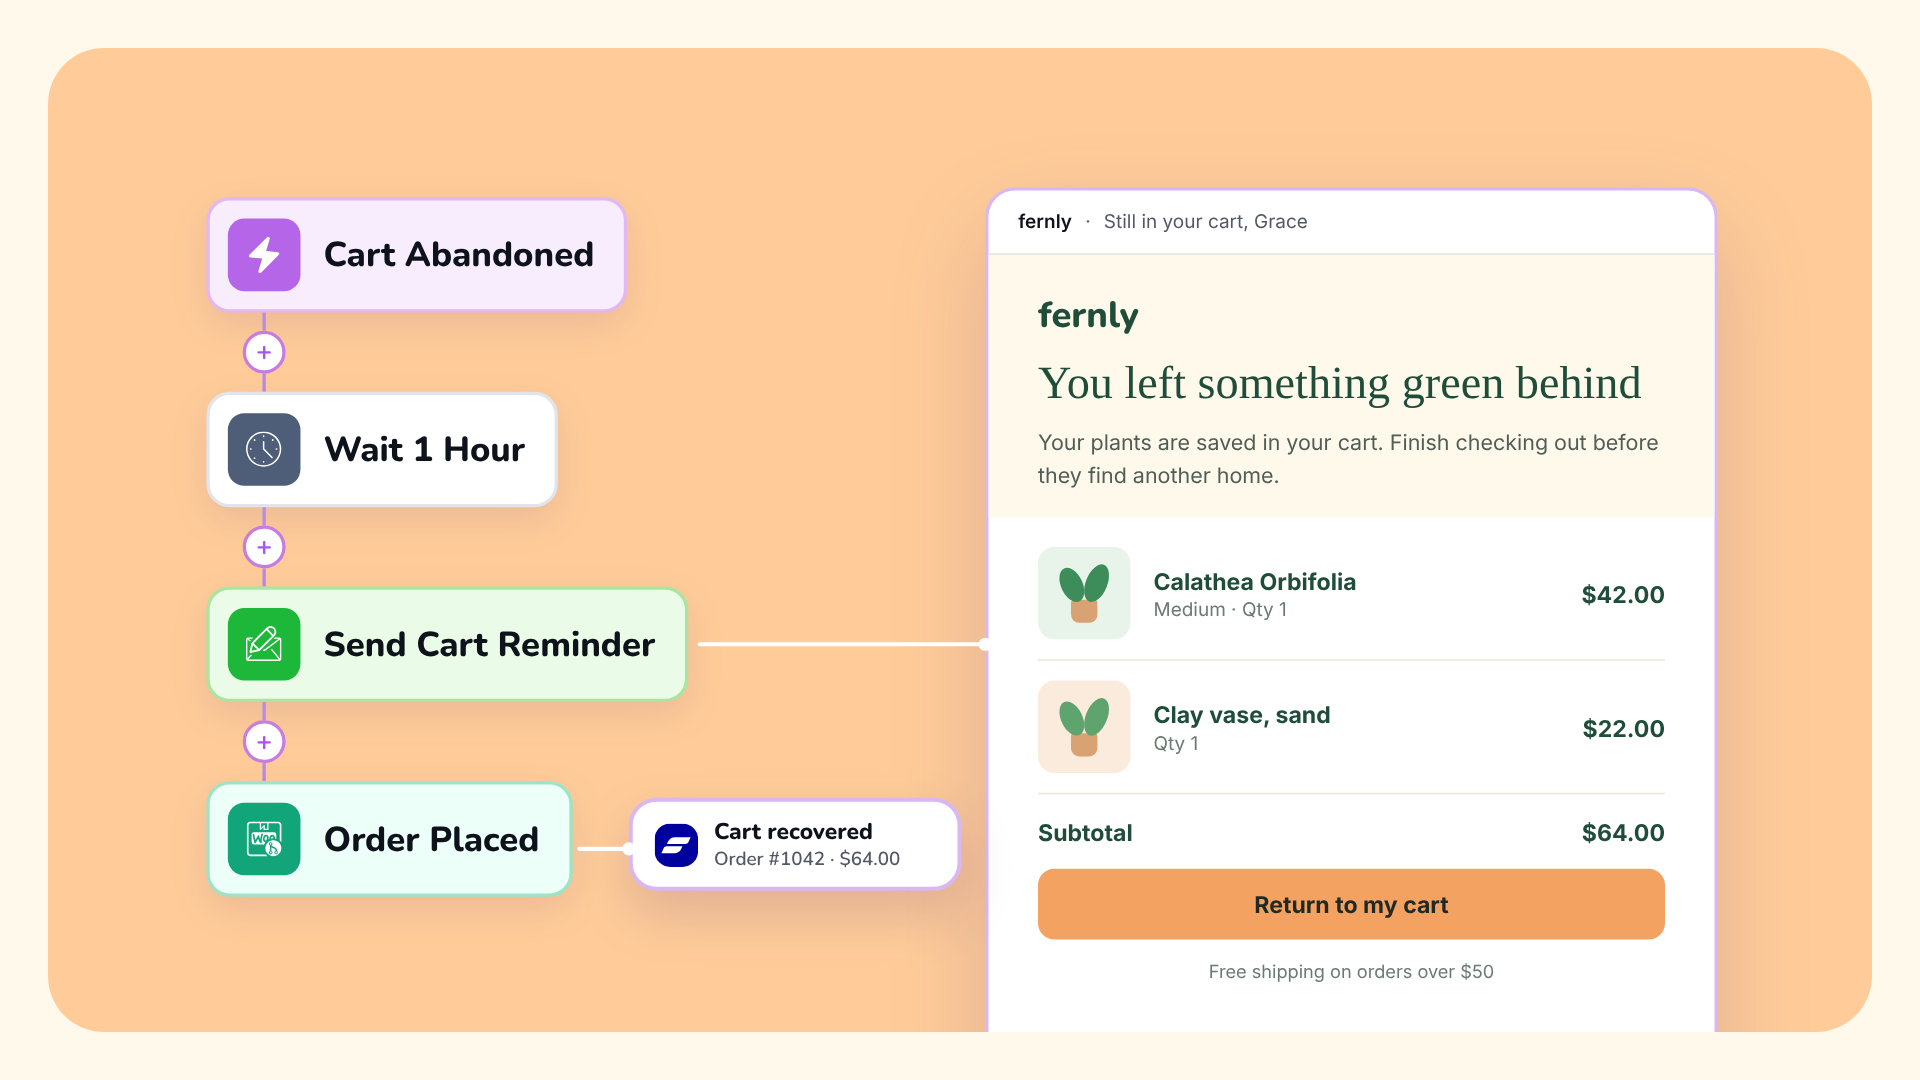 Cart Abandoned
Wait 1 Hour
Send Cart Reminder
Woo
Order Placed
Cart recovered
Order #1042 · $64.00
fernly · Still in your cart, Grace
fernly
You left something green behind
Your plants are saved in your cart. Finish checking out before
they find another home.
Calathea Orbifolia
Medium · Qty 1
$42.00
Clay vase, sand
Qty 1
$22.00
Subtotal
$64.00
Return to my cart
Free shipping on orders over $50